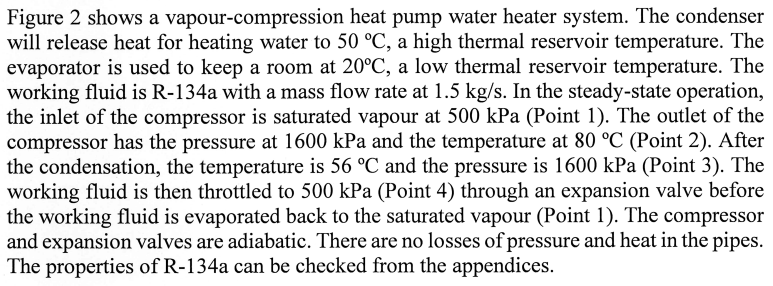 Figure 2 shows a vapour-compression heat pump water heater system. The condenser
will release heat for heating water to 50 ºC, a high thermal reservoir temperature. The
evaporator is used to keep a room at 20ºC, a low thermal reservoir temperature. The
working fluid is R-134a with a mass flow rate at 1.5 kg/s. In the steady-state operation,
the inlet of the compressor is saturated vapour at 500 kPa (Point 1). The outlet of the
compressor has the pressure at 1600 kPa and the temperature at 80 ºC (Point 2). After
the condensation, the temperature is 56 ºC and the pressure is 1600 kPa (Point 3). The
working fluid is then throttled to 500 kPa (Point 4) through an expansion valve before
the working fluid is evaporated back to the saturated vapour (Point 1). The compressor
and expansion valves are adiabatic. There are no losses of pressure and heat in the pipes.
The properties of R-134a can be checked from the appendices.